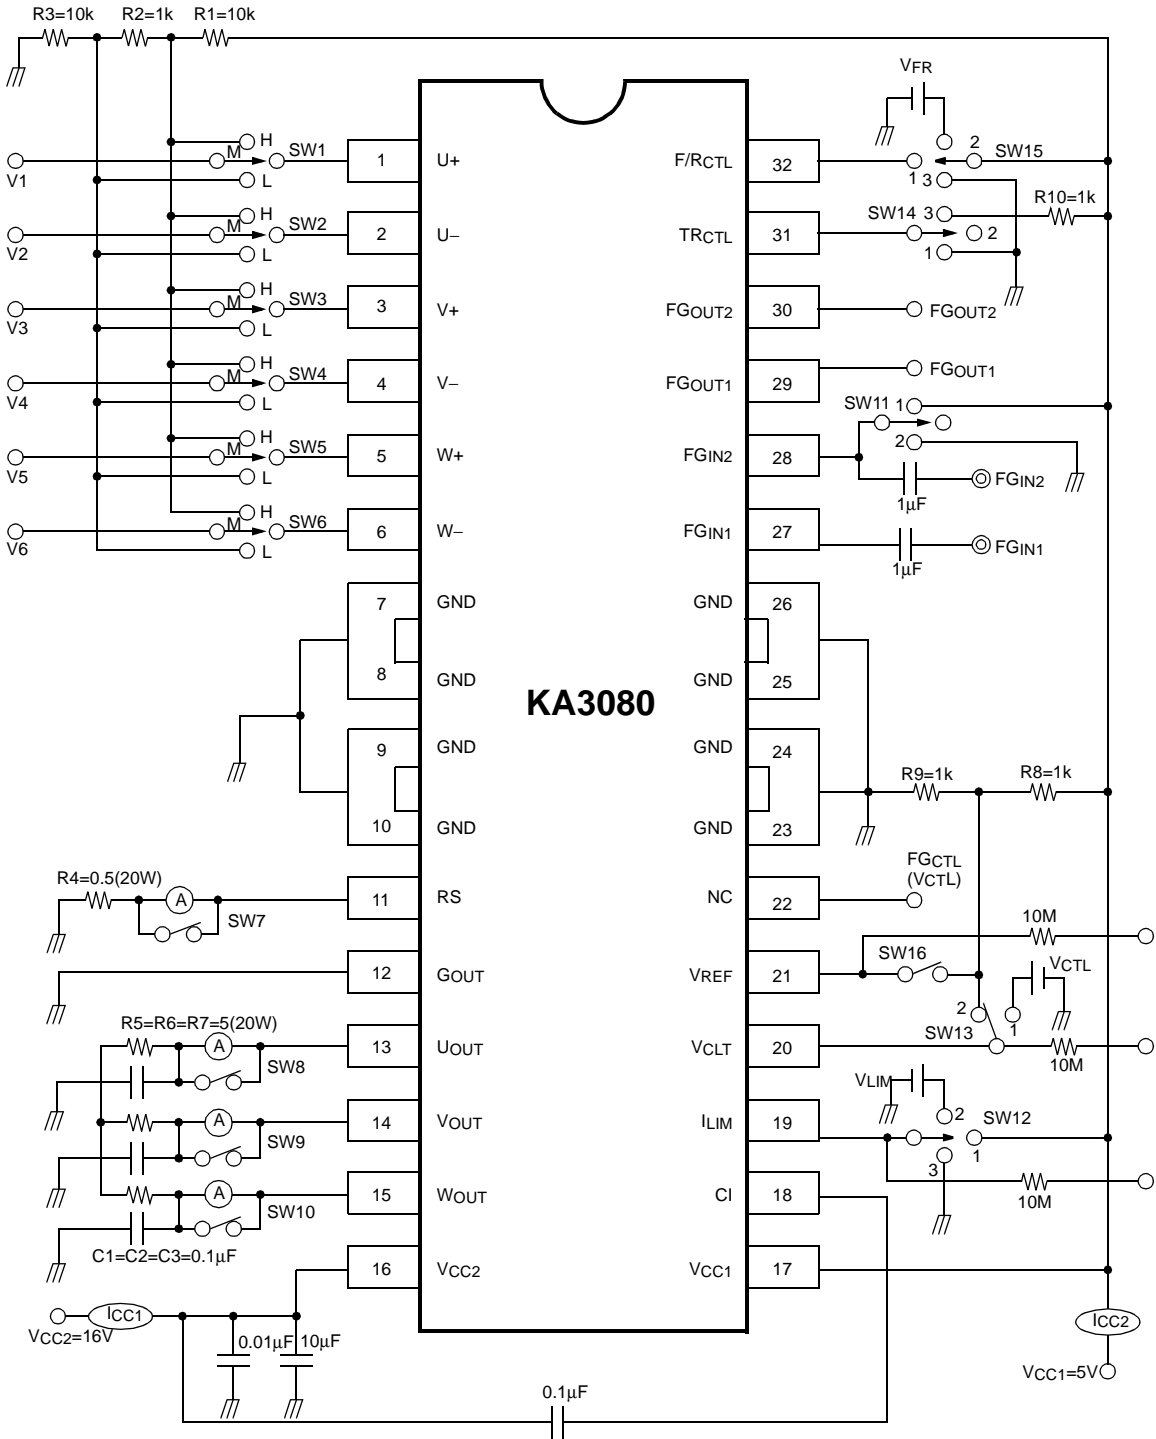 R3=10k R2=1k R1=10k
VFR
H
M SW1 1 U+ F/RCTL 32 2 SW15
V1 L 1 3
R10=1k
H SW14 3
M SW2 2 U− TRCTL 31 2
V2 L 1
H
M SW3 3 V+ FGOUT2 30 FGOUT2
V3 L
H FGOUT1
M SW4 4 V− FGOUT1 29
V4 L SW11 1
H 2
M SW5 5 W+ FGIN2 28
V5 L FGIN2
1μF
H
M SW6 6 W− FGIN1 27 FGIN1
V6 L 1μF
7 GND GND 26
8 GND GND 25
KA3080
9 GND GND 24
R9=1k R8=1k
10 GND GND 23
FGCTL
(VCTL)
R4=0.5(20W)
A 11 RS NC 22
SW7 10M
SW16
12 GOUT VREF 21 VCTL
R5=R6=R7=5(20W) 2 1
A 13 UOUT VCLT 20 SW13
SW8 10M
VLIM
A 14 VOUT ILIM 19 2 SW12
SW9 1
3
A 15 WOUT CI 18 10M
SW10
C1=C2=C3=0.1μF
16 VCC2 VCC1 17
ICC1 ICC2
VCC2=16V 0.01μF 10μF
VCC1=5V
0.1μF